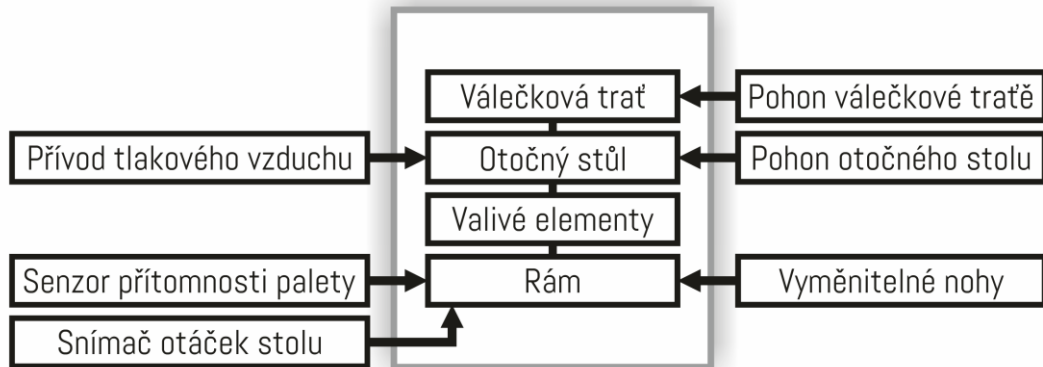 Válečková trať
Pohon válečkové traťě
Přívod tlakového vzduchu
Otočný stůl
Pohon otočného stolu
Valivé elementy
Senzor přítomnosti palety
Rám
Vyměnitelné nohy
Snímač otáček stolu